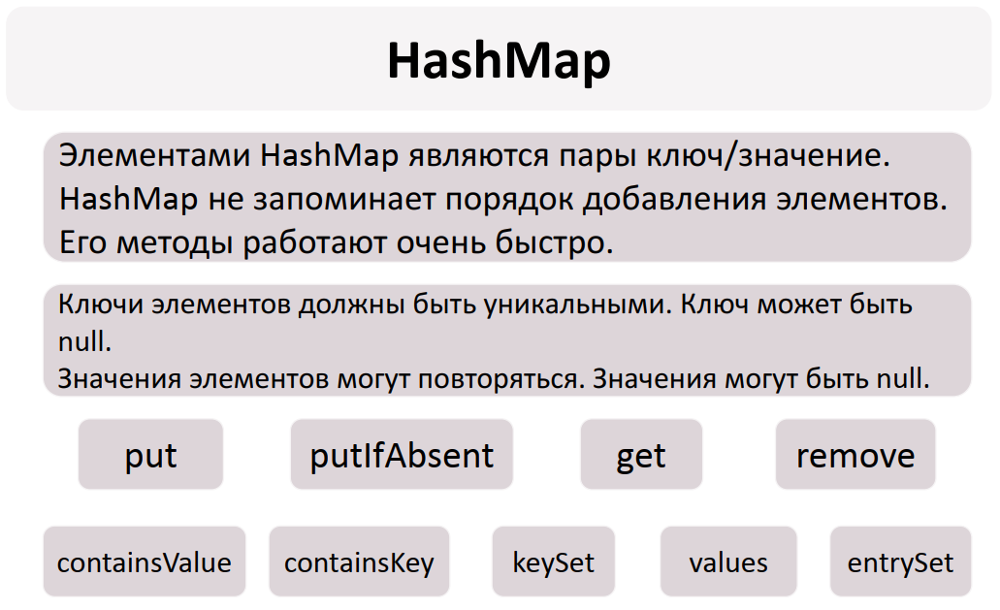 HashMap
Элементами HashMap являются пары ключ/значение.
HashMap не запоминает порядок добавления элементов.
Его методы работают очень быстро.
Ключи элементов должны быть уникальными. Ключ может быть
null.
Значения элементов могут повторяться. Значения могут быть null.
put putIfAbsent get remove
containsValue containsKey keySet values entrySet